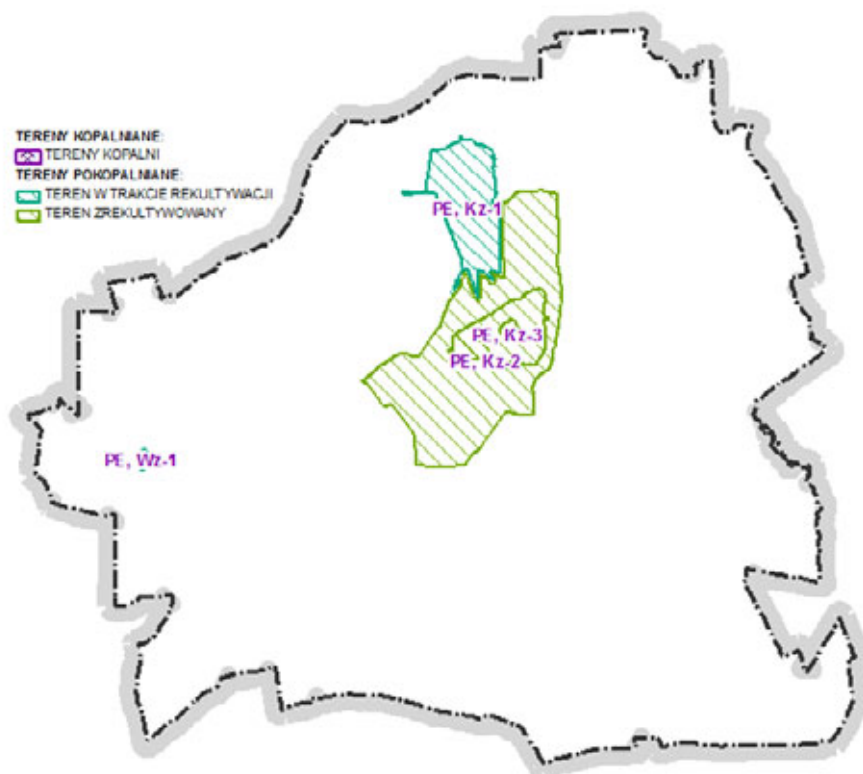 TERENY KOPALNIANE:
TERENY KOPALNI
TERENY POKOPALNIANE:
TEREN W TRAKCIE REKULTYWACJI
TEREN ZREKULTYWOWANY
PE, Kz-1
PE, Kz-3
PE, Kz-2
PE, Wz-1